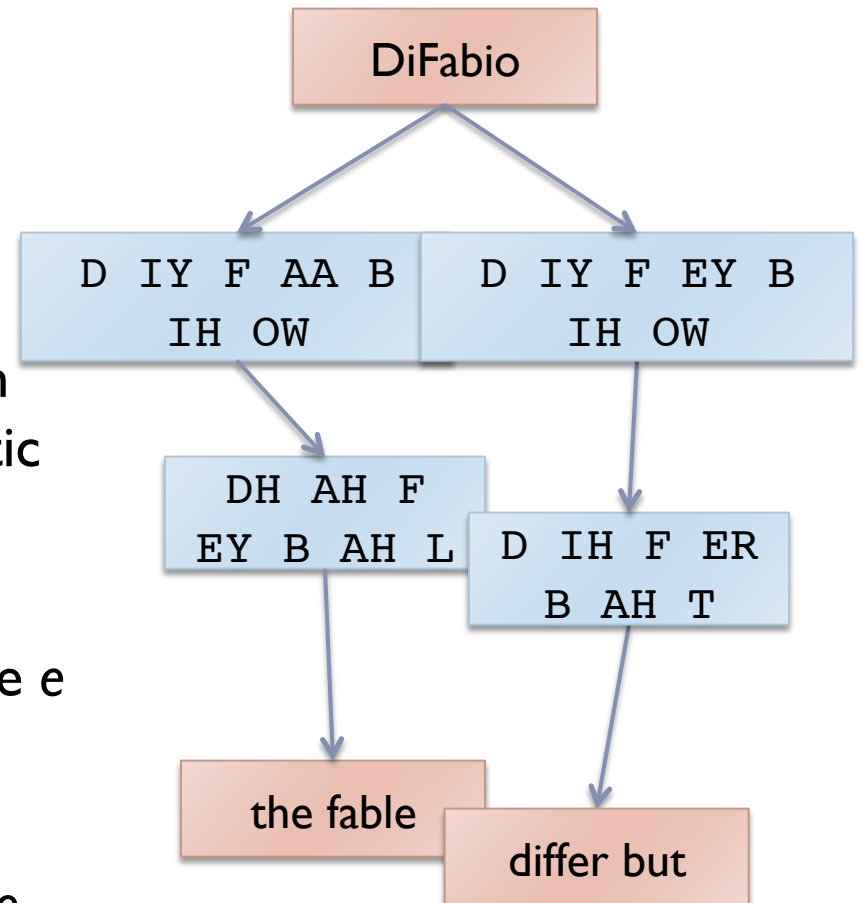 DiFabio
D IY F AA B
IH OW
D IY F EY B
IH OW
tic
DH AH F
EY B AH L
D IH F ER
B AH T
e e
the fable
differ but